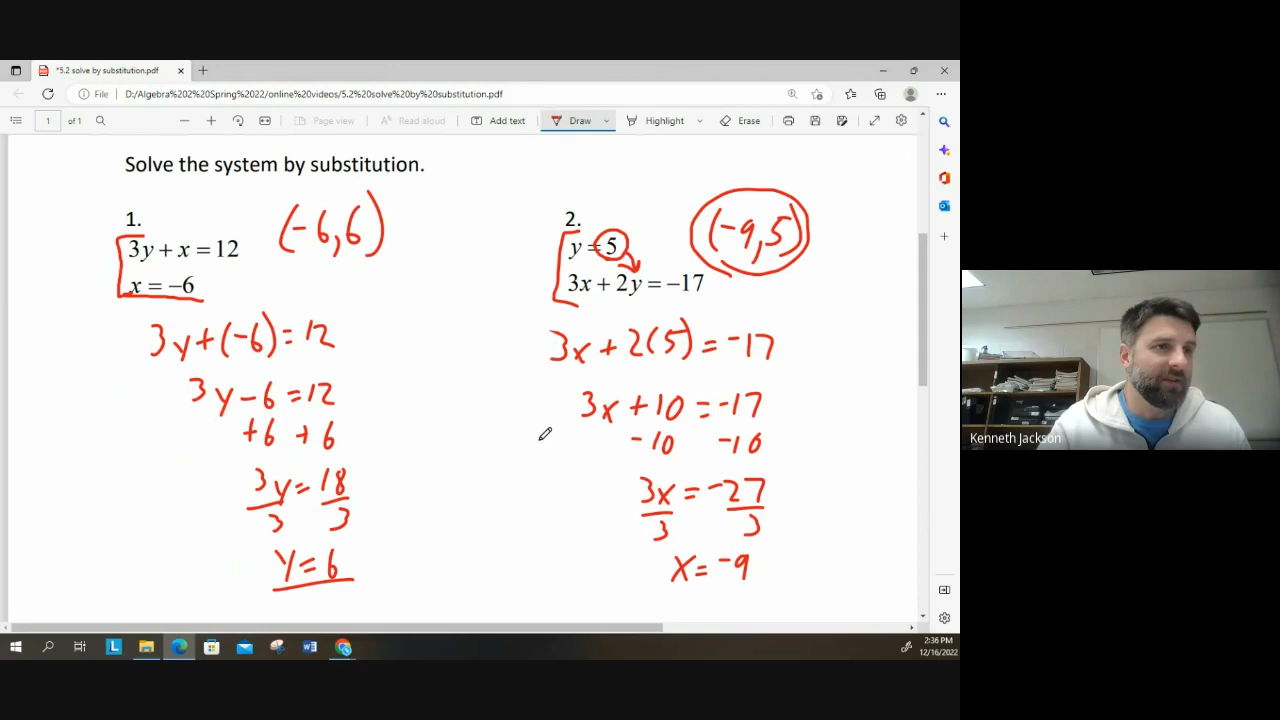 *5.2 solve by substitution.pdf
File
D:/Algebra%202%20Spring%2022/online%20videos/5.2%20solve%20by%20substitution.pdf
1 of 1
Page view
Read aloud
Add text
Draw
Highlight
Erase
Solve the system by substitution.
1.
3y + x = 12
x = −6
(-6,6)
3y+(-6)=12
3y-6=12
+6 +6
3y=18
3 3
y=6
2.
y = 5
3x + 2y = −17
(-9,5)
3x+2(5)=-17
3x+10=-17
-10 -10
3x=-27
3 3
x=-9
Kenneth Jackson
L
W
2:36 PM
12/16/2022